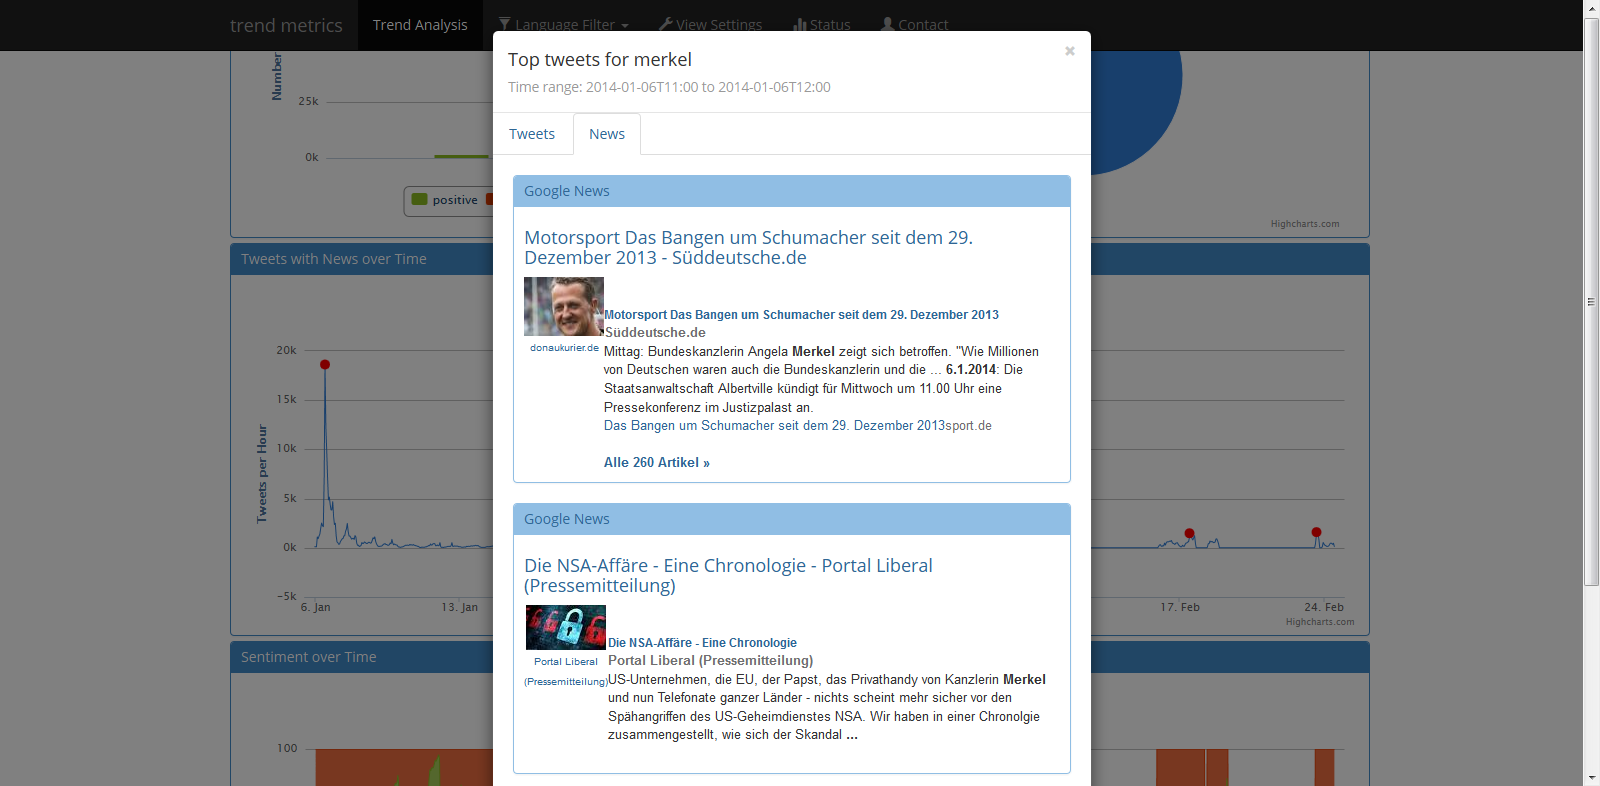 trend metrics
Trend Analysis
Language Filter
View Settings
Status
Contact
Top tweets for merkel
×
Time range: 2014-01-06T11:00 to 2014-01-06T12:00
Tweets
News
Google News
Motorsport Das Bangen um Schumacher seit dem 29.
Dezember 2013 - Süddeutsche.de
Motorsport Das Bangen um Schumacher seit dem 29. Dezember 2013
Süddeutsche.de
donaukurier.de
Mittag: Bundeskanzlerin Angela Merkel zeigt sich betroffen. "Wie Millionen
von Deutschen waren auch die Bundeskanzlerin und die ... 6.1.2014: Die
Staatsanwaltschaft Albertville kündigt für Mittwoch um 11.00 Uhr eine
Pressekonferenz im Justizpalast an.
Das Bangen um Schumacher seit dem 29. Dezember 2013sport.de
Alle 260 Artikel »
Google News
Die NSA-Affäre - Eine Chronologie - Portal Liberal
(Pressemitteilung)
Die NSA-Affäre - Eine Chronologie
Portal Liberal (Pressemitteilung)
Portal Liberal
(Pressemitteilung)
US-Unternehmen, die EU, der Papst, das Privathandy von Kanzlerin Merkel
und nun Telefonate ganzer Länder - nichts scheint mehr sicher vor den
Spähangriffen des US-Geheimdienstes NSA. Wir haben in einer Chronolgie
zusammengestellt, wie sich der Skandal ...
Number
25k
0k
positive
Highcharts.com
Tweets with News over Time
Tweets per Hour
20k
15k
10k
5k
0k
-5k
6. Jan
13. Jan
17. Feb
24. Feb
Highcharts.com
Sentiment over Time
100